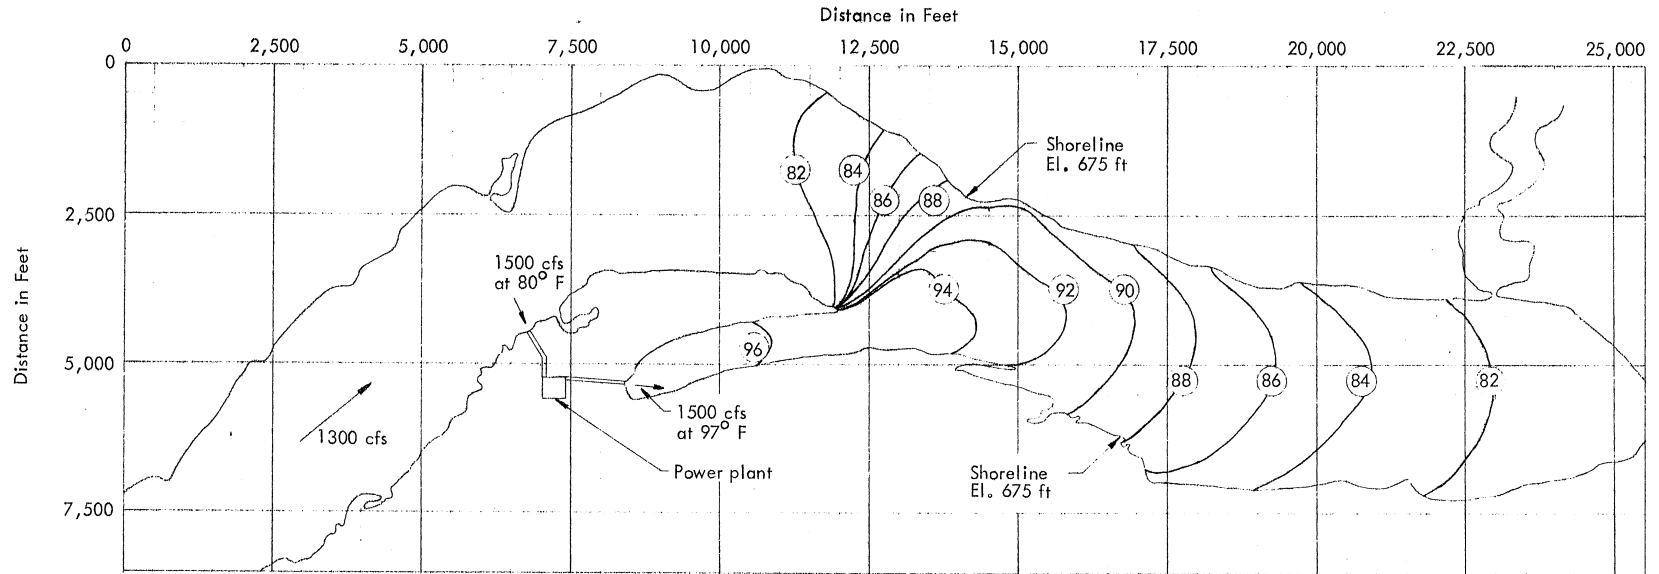 Distance in Feet
0 2,500 5,000 7,500 10,000 12,500 15,000 17,500 20,000 22,500 25,000
0
2,500
5,000
7,500
Distance in Feet
Shoreline
El. 675 ft
82
84
86
88
1500 cfs
at 80° F
94
92
90
96
88
86
84
82
1500 cfs
at 97° F
1300 cfs
Power plant
Shoreline
El. 675 ft